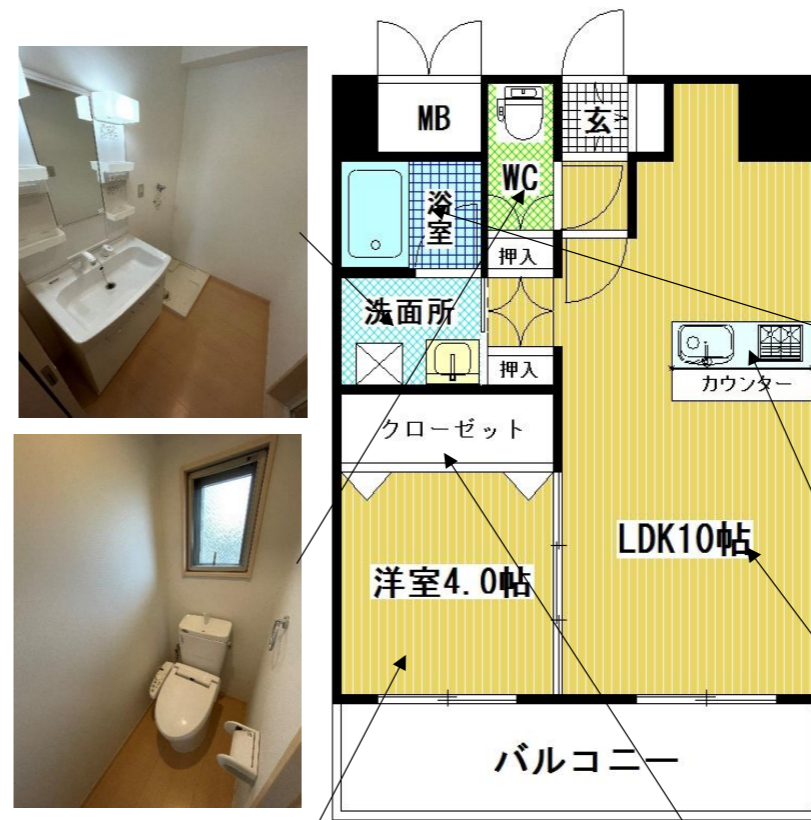 MB
玄
WC
浴室
押入
洗面所
押入
カウンター
クローゼット
LDK10帖
洋室4.0帖
バルコニー